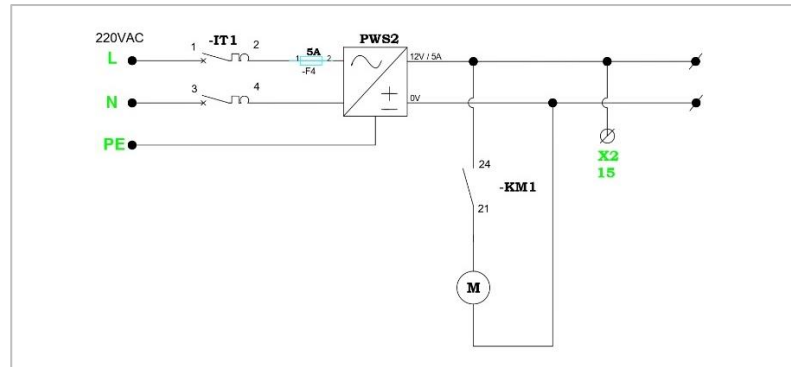 220VAC
-IT1
PWS2
L
1
2
1
5A
2
-F4
12V / 5A
N
3
4
0V
PE
X2
15
24
-KM1
21
M